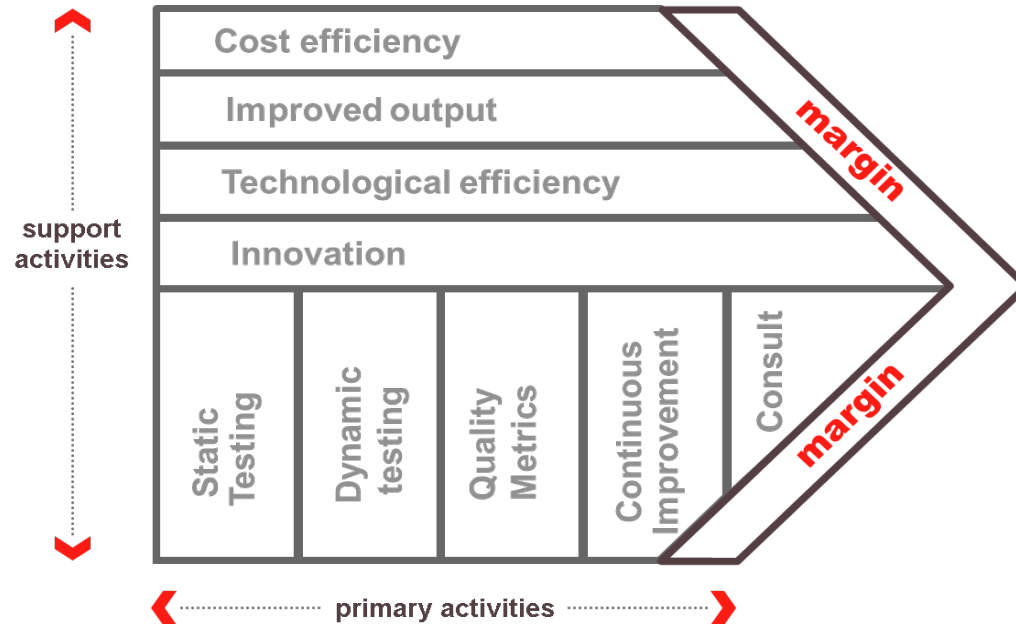 Cost efficiency
Improved output
Technological efficiency
Innovation
support
activities
margin
margin
Static
Testing
Dynamic
testing
Quality
Metrics
Continuous
Improvement
Consult
primary activities